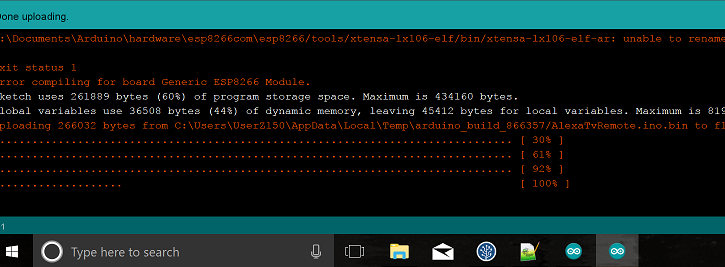 Done uploading.
:\Documents\Arduino\hardware\esp8266com\esp8266/tools/xtensa-lx106-elf/bin/xtensa-lx106-elf-ar: unable to rename
xit status 1
rror compiling for board Generic ESP8266 Module.
ketch uses 261889 bytes (60%) of program storage space. Maximum is 434160 bytes.
lobal variables use 36508 bytes (44%) of dynamic memory, leaving 45412 bytes for local variables. Maximum is 819
ploading 266032 bytes from C:\Users\UserZ150\AppData\Local\Temp\arduino_build_866357/AlexaTvRemote.ino.bin to fl
................................................................................ [ 30% ]
................................................................................ [ 61% ]
................................................................................ [ 92% ]
................... [ 100% ]
1
Type here to search